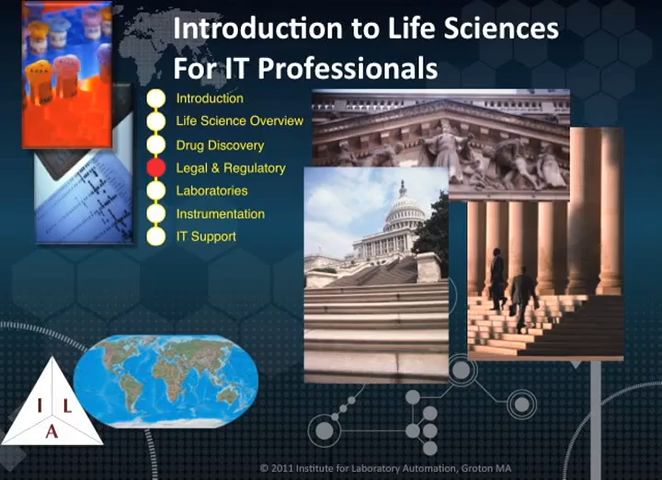 Introduction to Life Sciences
For IT Professionals
Introduction
Life Science Overview
Drug Discovery
Legal & Regulatory
Laboratories
Instrumentation
IT Support
I L
A
© 2011 Institute for Laboratory Automation, Groton MA